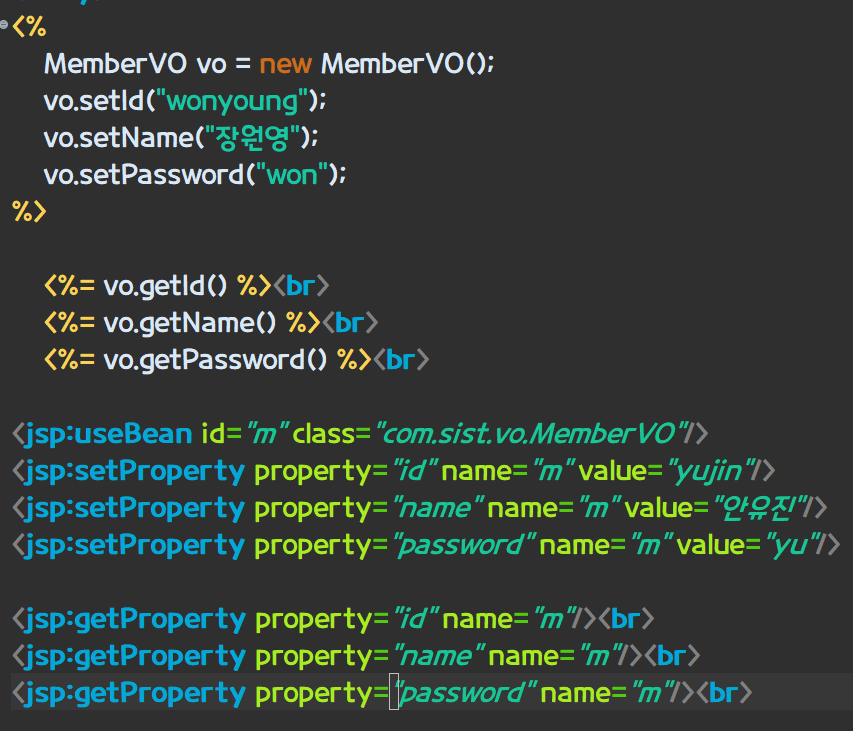 <%
MemberVO vo = new MemberVO();
vo.setId("wonyoung");
vo.setName("장원영");
vo.setPassword("won");
%>
<%= vo.getId() %><br>
<%= vo.getName() %><br>
<%= vo.getPassword() %><br>
<jsp:useBean id="m" class="com.sist.vo.MemberVO"/>
<jsp:setProperty property="id" name="m" value="yujin"/>
<jsp:setProperty property="name" name="m" value="안유진"/>
<jsp:setProperty property="password" name="m" value="yu"/>
<jsp:getProperty property="id" name="m"/><br>
<jsp:getProperty property="name" name="m"/><br>
<jsp:getProperty property="password" name="m"/><br>